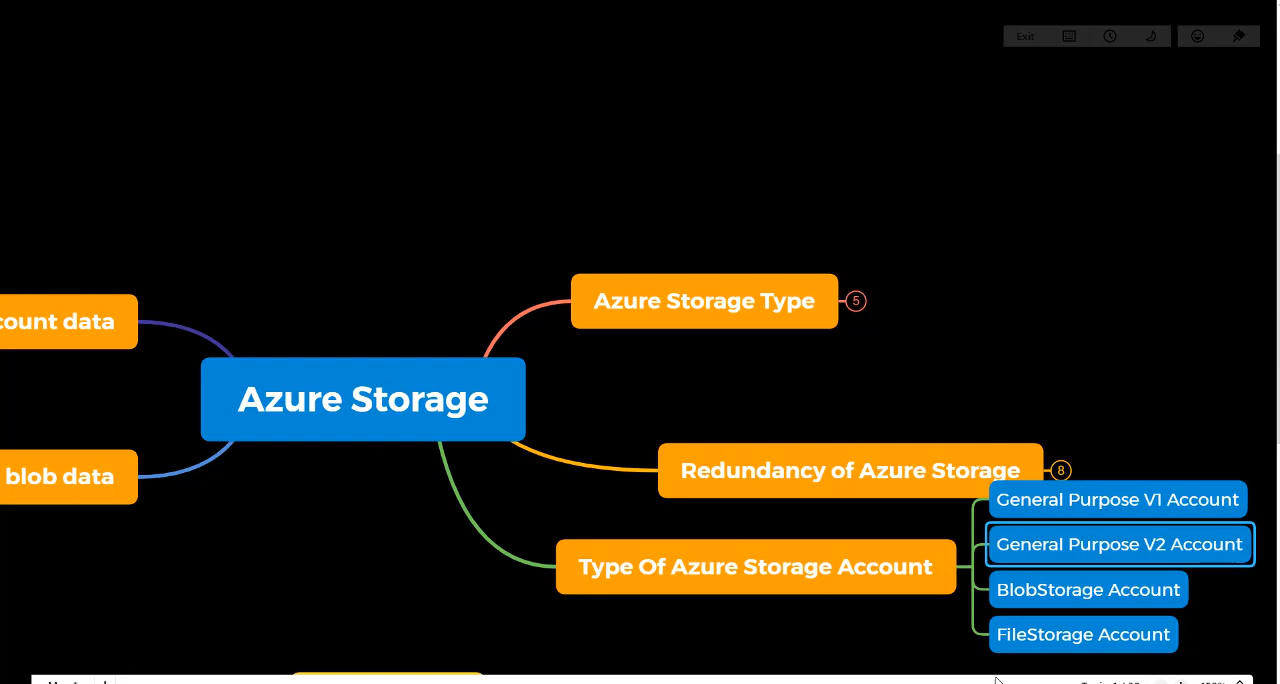 Exit
Azure Storage Type
5
count data
Azure Storage
Redundancy of Azure Storage
8
blob data
General Purpose V1 Account
General Purpose V2 Account
Type Of Azure Storage Account
BlobStorage Account
FileStorage Account